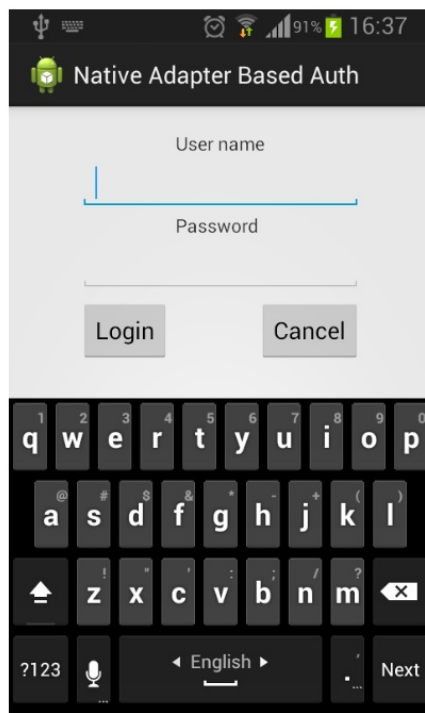 91% 16:37
Native Adapter Based Auth
User name
Password
Login Cancel
1 2 3 4 5 6 7 8 9 0
q w e r t y u i o p
@ # $ & * - + ( )
a s d f g h j k l
! " ' : ; / ?
z x c v b n m
?123 English . , ... Next